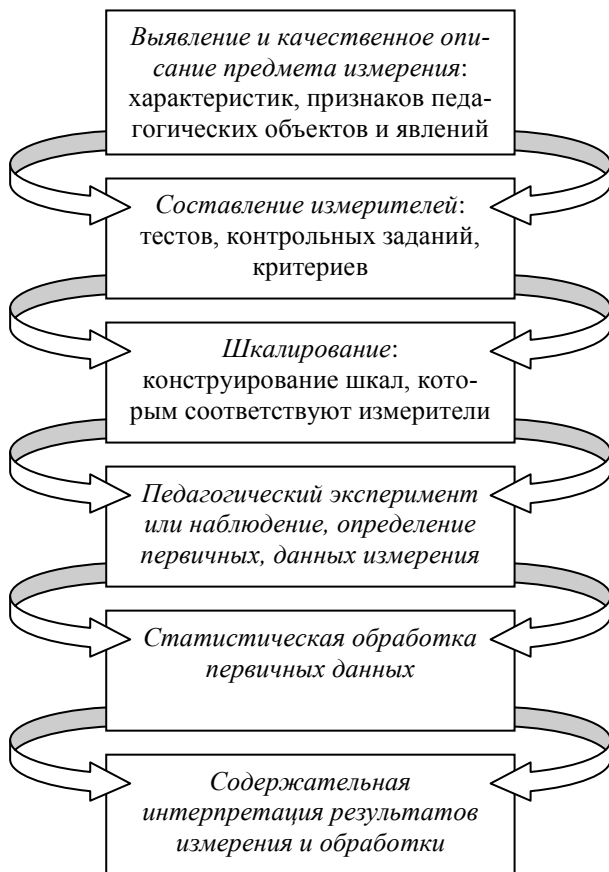 Выявление и качественное опи-
сание предмета измерения:
характеристик, признаков педа-
гогических объектов и явлений
Составление измерителей:
тестов, контрольных заданий,
критериев
Шкалирование:
конструирование шкал, кото-
рым соответствуют измерители
Педагогический эксперимент
или наблюдение, определение
первичных, данных измерения
Статистическая обработка
первичных данных
Содержательная
интерпретация результатов
измерения и обработки